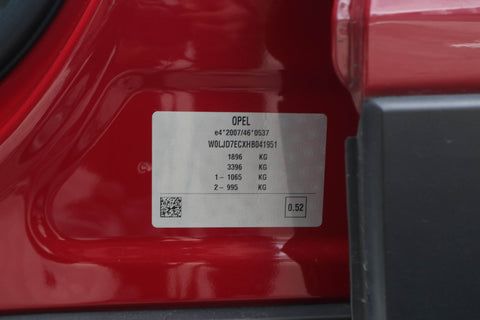 OPEL
e4*2007/46*0537
W0LJD7ECXHB041951
1896 KG
3396 KG
1– 1065 KG
2– 995 KG
0.52